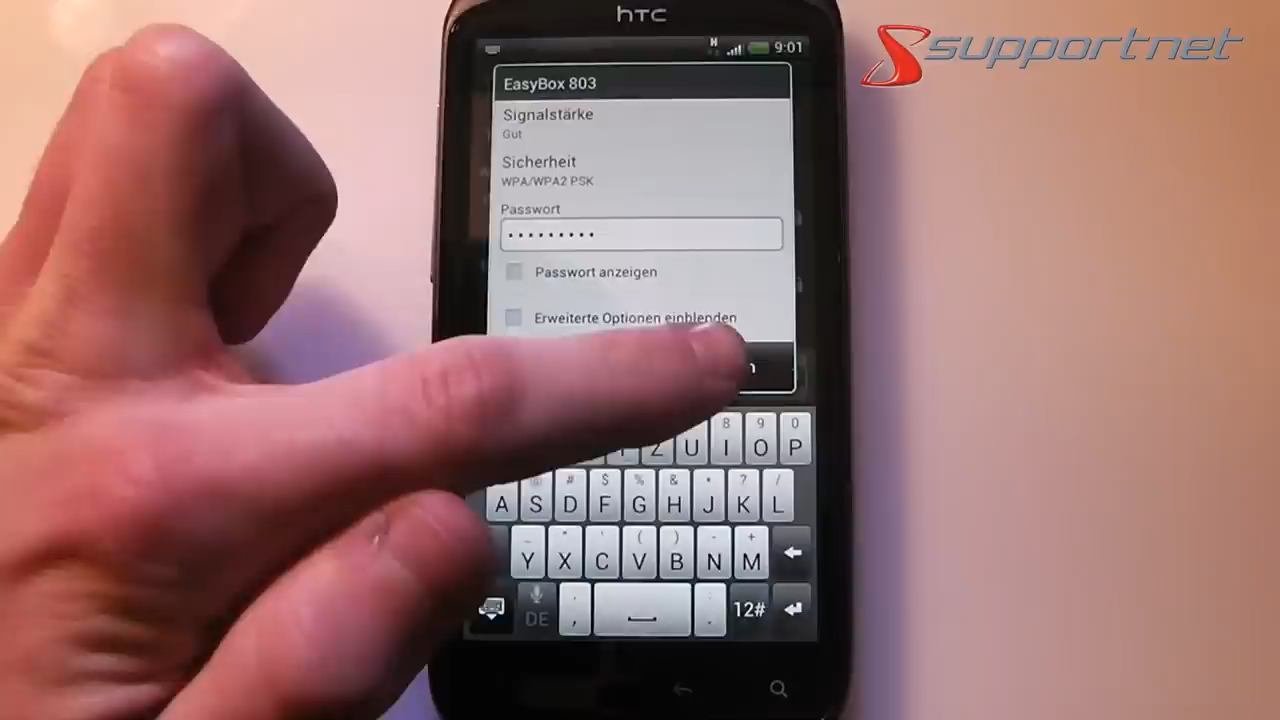 hTC
supportnet
H
9:01
EasyBox 803
Signalstärke
Gut
Sicherheit
WPA/WPA2 PSK
Passwort
•••••••••
Passwort anzeigen
Erweiterte Optionen einblenden
8 9 0
Z U I O P
# $ % & • ? /
A S D F G H J K L
_ " ' ( ) - +
Y X C V B N M
DE , . 12#